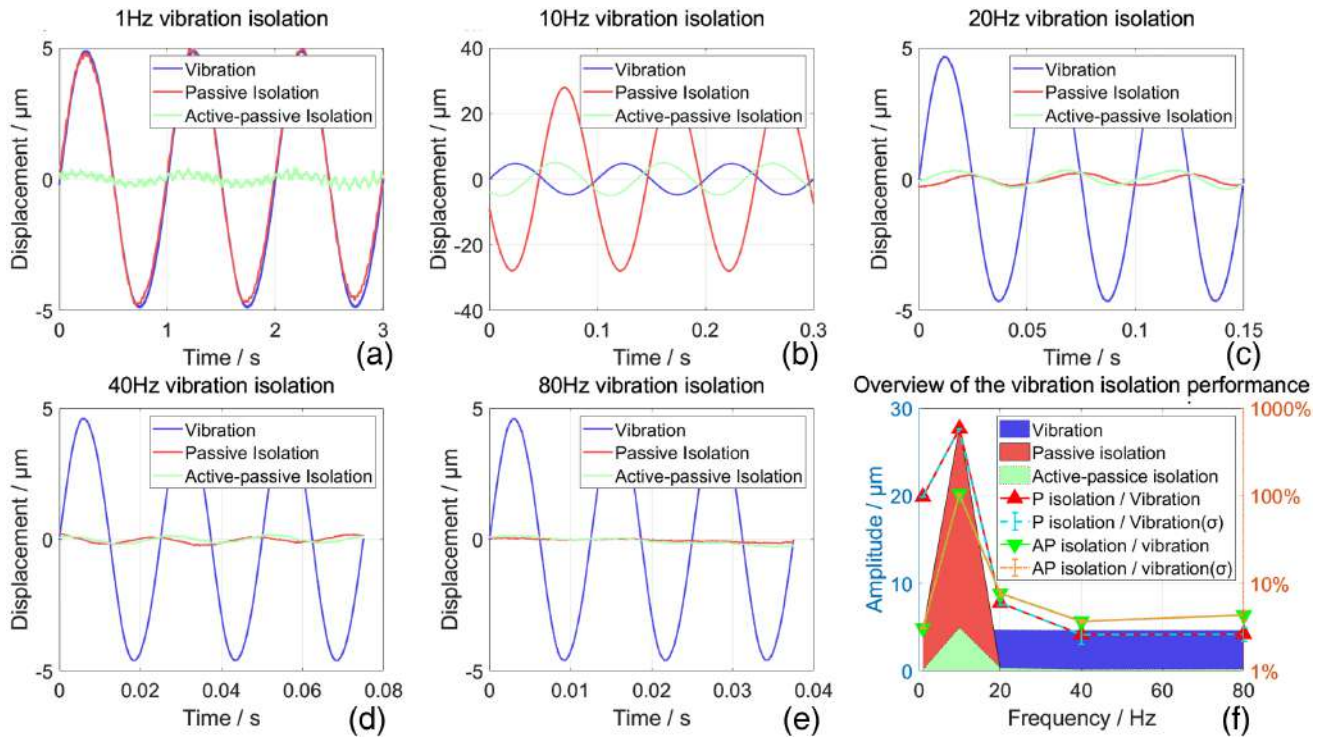 1Hz vibration isolation
5
0
-5
Displacement / μm
Vibration
Passive Isolation
Active-passive Isolation
0
1
2
3
Time / s
(a)
10Hz vibration isolation
40
20
0
-20
-40
Displacement / μm
Vibration
Passive Isolation
Active-passive Isolation
0
0.1
0.2
0.3
Time / s
(b)
20Hz vibration isolation
5
0
-5
Displacement / μm
Vibration
Passive Isolation
Active-passive Isolation
0
0.05
0.1
0.15
Time / s
(c)
40Hz vibration isolation
5
0
-5
Displacement / μm
Vibration
Passive Isolation
Active-passive Isolation
0
0.02
0.04
0.06
0.08
Time / s
(d)
80Hz vibration isolation
5
0
-5
Displacement / μm
Vibration
Passive Isolation
Active-passive Isolation
0
0.01
0.02
0.03
0.04
Time / s
(e)
Overview of the vibration isolation performance
30
20
10
0
Amplitude / μm
Vibration
Passive isolation
Active-passice isolation
P isolation / Vibration
P isolation / Vibration(σ)
AP isolation / vibration
AP isolation / vibration(σ)
1000%
100%
10%
1%
0
20
40
60
80
Frequency / Hz
(f)